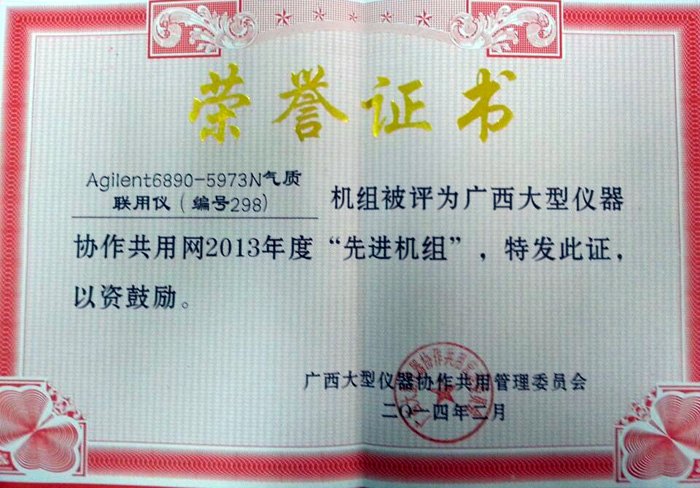 荣誉证书
Agilent6890-5973N气质
联用仪（编号298）
机组被评为广西大型仪器
协作共用网2013年度“先进机组”，特发此证，
以资鼓励。
广西大型仪器协作共用管理委员会
二〇一四年二月